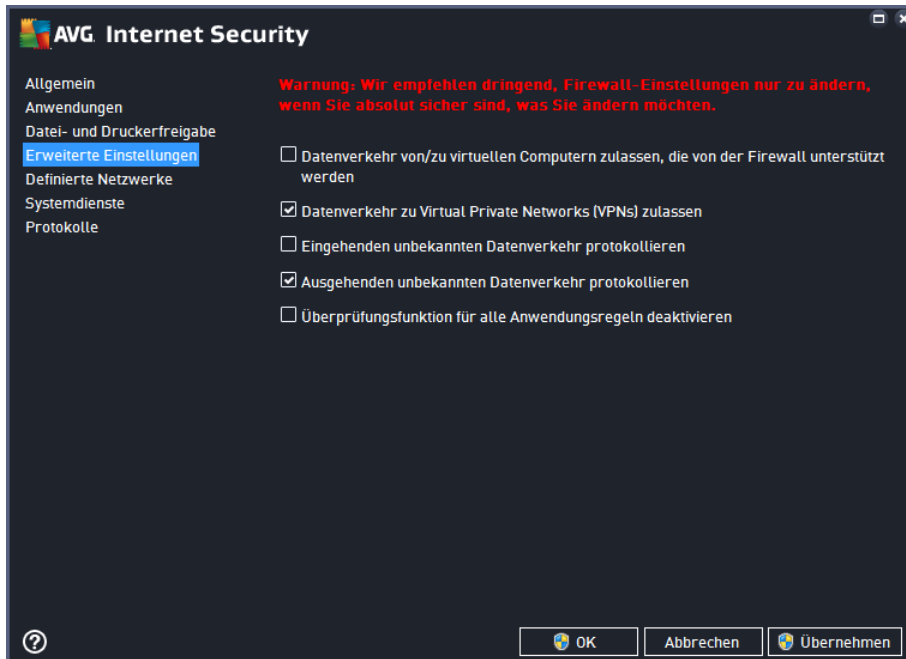 AVG Internet Security
Allgemein
Anwendungen
Datei- und Druckerfreigabe
Erweiterte Einstellungen
Definierte Netzwerke
Systemdienste
Protokolle
Warnung: Wir empfehlen dringend, Firewall-Einstellungen nur zu ändern,
wenn Sie absolut sicher sind, was Sie ändern möchten.
Datenverkehr von/zu virtuellen Computern zulassen, die von der Firewall unterstützt
werden
Datenverkehr zu Virtual Private Networks (VPNs) zulassen
Eingehenden unbekannten Datenverkehr protokollieren
Ausgehenden unbekannten Datenverkehr protokollieren
Überprüfungsfunktion für alle Anwendungsregeln deaktivieren
?
OK
Abbrechen
Übernehmen